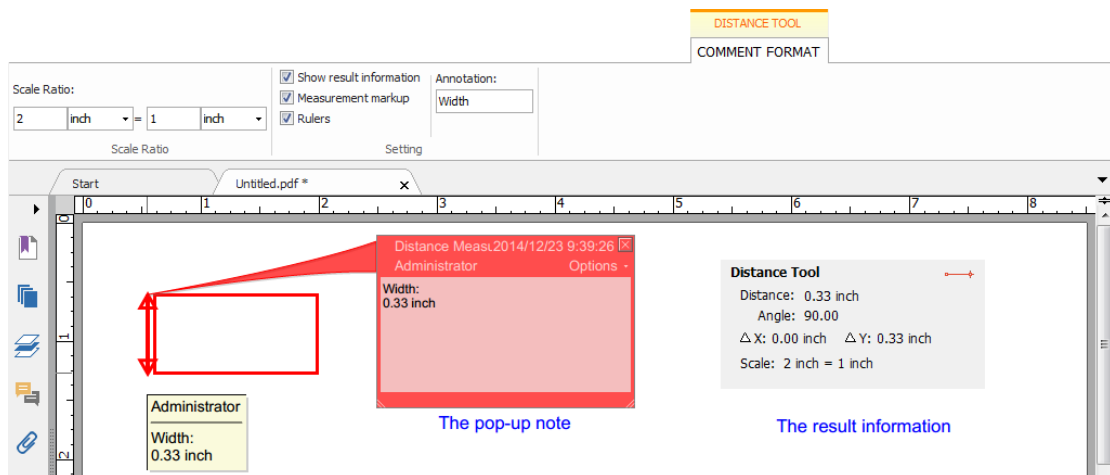 DISTANCE TOOL
COMMENT FORMAT
Scale Ratio:
2 inch = 1 inch
Scale Ratio
Show result information
Measurement markup
Rulers
Annotation:
Width
Setting
Start
Untitled.pdf *
0 1 2 3 4 5 6 7 8
0
1
2
Distance Measu2014/12/23 9:39:26
Administrator Options
Width:
0.33 inch
The pop-up note
Distance Tool
Distance: 0.33 inch
Angle: 90.00
△ X: 0.00 inch △ Y: 0.33 inch
Scale: 2 inch = 1 inch
The result information
Administrator
Width:
0.33 inch